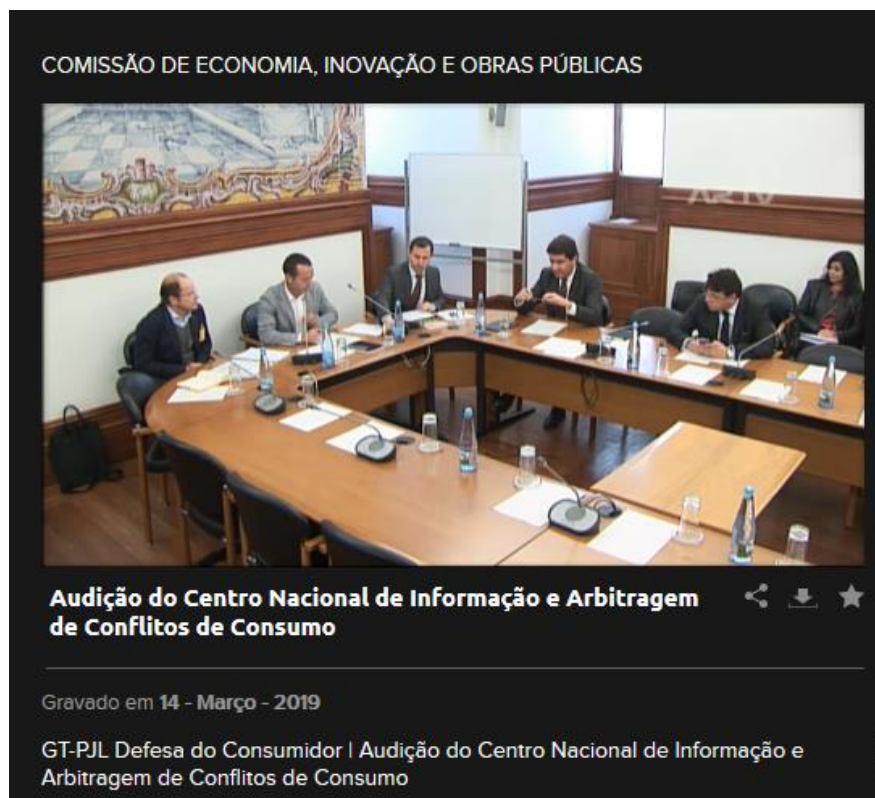 COMISSÃO DE ECONOMIA, INOVAÇÃO E OBRAS PÚBLICAS
ARTV
Audição do Centro Nacional de Informação e Arbitragem
de Conflitos de Consumo
Gravado em 14 - Março - 2019
GT-PJL Defesa do Consumidor | Audição do Centro Nacional de Informação e
Arbitragem de Conflitos de Consumo